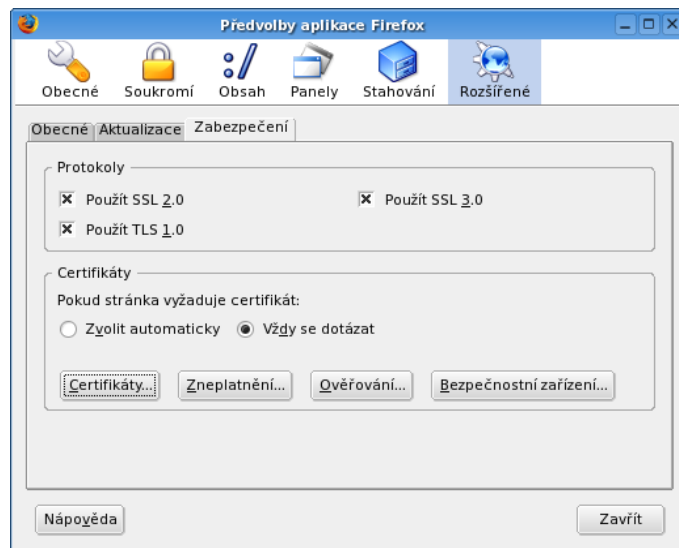 Předvolby aplikace Firefox
Obecné Soukromí Obsah Panely Stahování Rozšířené
Obecné Aktualizace Zabezpečení
Protokoly
Použít SSL 2.0 Použít SSL 3.0
Použít TLS 1.0
Certifikáty
Pokud stránka vyžaduje certifikát:
Zvolit automaticky Vždy se dotázat
Certifikáty... Zneplatnění... Ověřování... Bezpečnostní zařízení...
Nápověda Zavřít